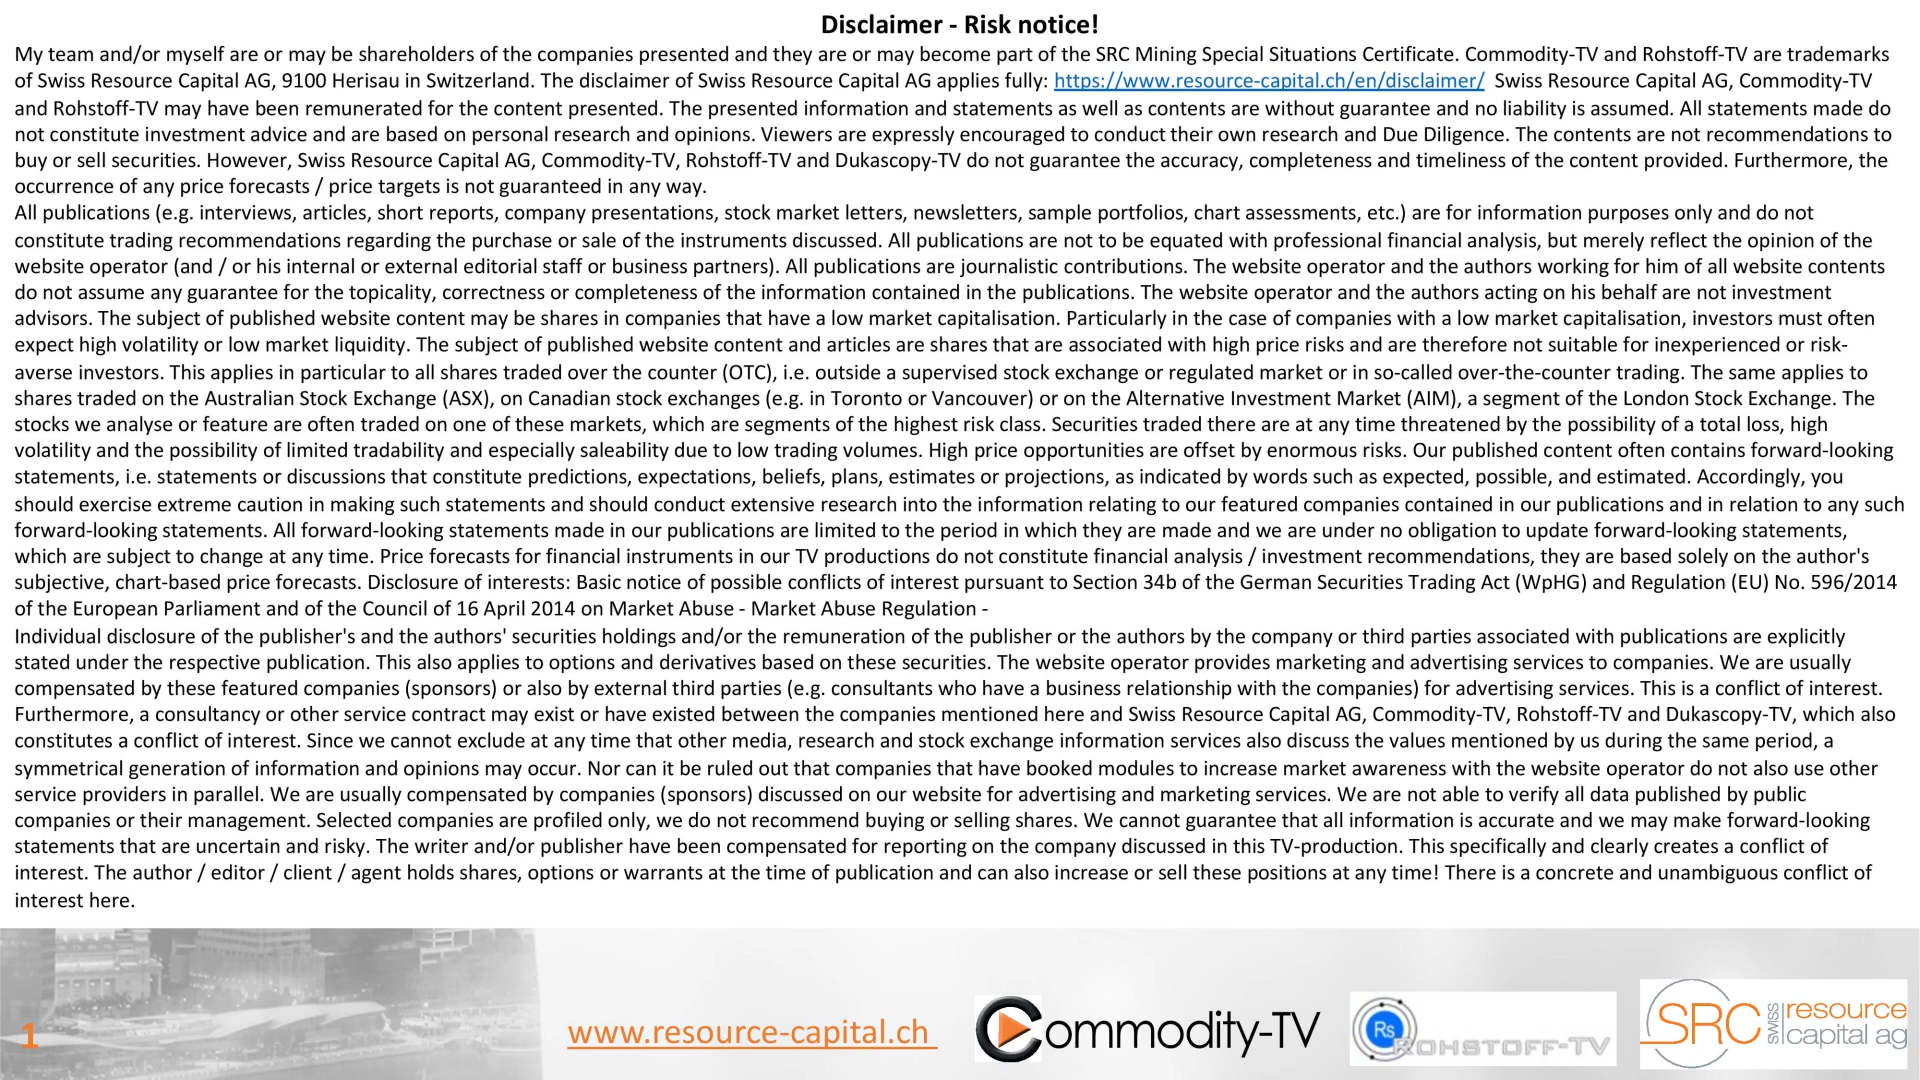 Disclaimer - Risk notice!
My team and/or myself are or may be shareholders of the companies presented and they are or may become part of the SRC Mining Special Situations Certificate. Commodity-TV and Rohstoff-TV are trademarks
of Swiss Resource Capital AG, 9100 Herisau in Switzerland. The disclaimer of Swiss Resource Capital AG applies fully: https://www.resource-capital.ch/en/disclaimer/ Swiss Resource Capital AG, Commodity-TV
and Rohstoff-TV may have been remunerated for the content presented. The presented information and statements as well as contents are without guarantee and no liability is assumed. All statements made do
not constitute investment advice and are based on personal research and opinions. Viewers are expressly encouraged to conduct their own research and Due Diligence. The contents are not recommendations to
buy or sell securities. However, Swiss Resource Capital AG, Commodity-TV, Rohstoff-TV and Dukascopy-TV do not guarantee the accuracy, completeness and timeliness of the content provided. Furthermore, the
occurrence of any price forecasts / price targets is not guaranteed in any way.
All publications (e.g. interviews, articles, short reports, company presentations, stock market letters, newsletters, sample portfolios, chart assessments, etc.) are for information purposes only and do not
constitute trading recommendations regarding the purchase or sale of the instruments discussed. All publications are not to be equated with professional financial analysis, but merely reflect the opinion of the
website operator (and / or his internal or external editorial staff or business partners). All publications are journalistic contributions. The website operator and the authors working for him of all website contents
do not assume any guarantee for the topicality, correctness or completeness of the information contained in the publications. The website operator and the authors acting on his behalf are not investment
advisors. The subject of published website content may be shares in companies that have a low market capitalisation. Particularly in the case of companies with a low market capitalisation, investors must often
expect high volatility or low market liquidity. The subject of published website content and articles are shares that are associated with high price risks and are therefore not suitable for inexperienced or risk-
averse investors. This applies in particular to all shares traded over the counter (OTC), i.e. outside a supervised stock exchange or regulated market or in so-called over-the-counter trading. The same applies to
shares traded on the Australian Stock Exchange (ASX), on Canadian stock exchanges (e.g. in Toronto or Vancouver) or on the Alternative Investment Market (AIM), a segment of the London Stock Exchange. The
stocks we analyse or feature are often traded on one of these markets, which are segments of the highest risk class. Securities traded there are at any time threatened by the possibility of a total loss, high
volatility and the possibility of limited tradability and especially saleability due to low trading volumes. High price opportunities are offset by enormous risks. Our published content often contains forward-looking
statements, i.e. statements or discussions that constitute predictions, expectations, beliefs, plans, estimates or projections, as indicated by words such as expected, possible, and estimated. Accordingly, you
should exercise extreme caution in making such statements and should conduct extensive research into the information relating to our featured companies contained in our publications and in relation to any such
forward-looking statements. All forward-looking statements made in our publications are limited to the period in which they are made and we are under no obligation to update forward-looking statements,
which are subject to change at any time. Price forecasts for financial instruments in our TV productions do not constitute financial analysis / investment recommendations, they are based solely on the author's
subjective, chart-based price forecasts. Disclosure of interests: Basic notice of possible conflicts of interest pursuant to Section 34b of the German Securities Trading Act (WpHG) and Regulation (EU) No. 596/2014
of the European Parliament and of the Council of 16 April 2014 on Market Abuse - Market Abuse Regulation -
Individual disclosure of the publisher's and the authors' securities holdings and/or the remuneration of the publisher or the authors by the company or third parties associated with publications are explicitly
stated under the respective publication. This also applies to options and derivatives based on these securities. The website operator provides marketing and advertising services to companies. We are usually
compensated by these featured companies (sponsors) or also by external third parties (e.g. consultants who have a business relationship with the companies) for advertising services. This is a conflict of interest.
Furthermore, a consultancy or other service contract may exist or have existed between the companies mentioned here and Swiss Resource Capital AG, Commodity-TV, Rohstoff-TV and Dukascopy-TV, which also
constitutes a conflict of interest. Since we cannot exclude at any time that other media, research and stock exchange information services also discuss the values mentioned by us during the same period, a
symmetrical generation of information and opinions may occur. Nor can it be ruled out that companies that have booked modules to increase market awareness with the website operator do not also use other
service providers in parallel. We are usually compensated by companies (sponsors) discussed on our website for advertising and marketing services. We are not able to verify all data published by public
companies or their management. Selected companies are profiled only, we do not recommend buying or selling shares. We cannot guarantee that all information is accurate and we may make forward-looking
statements that are uncertain and risky. The writer and/or publisher have been compensated for reporting on the company discussed in this TV-production. This specifically and clearly creates a conflict of
interest. The author / editor / client / agent holds shares, options or warrants at the time of publication and can also increase or sell these positions at any time! There is a concrete and unambiguous conflict of
interest here.
1
www.resource-capital.ch
Commodity-TV
Rs
ROHSTOFF-TV
SRC
SWISS
resource
capital ag